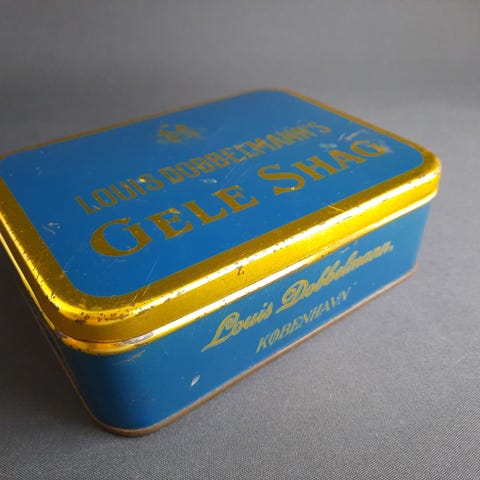 LOUIS DOBBELMANN'S
GELE SHAG
Louis Dobbelmann.
KØBENHAVN